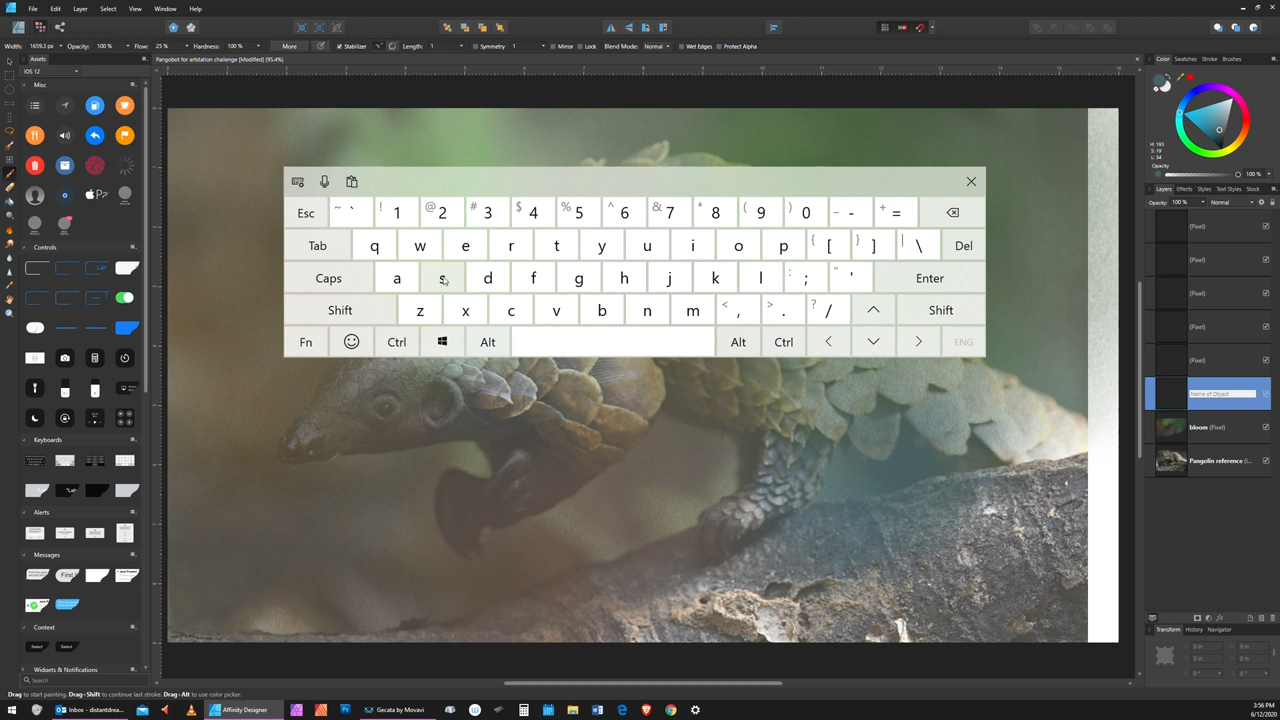 File Edit Layer Select View Window Help
Width: 1659.3 px Opacity: 100 % Flow: 25 % Hardness: 100 % More Stabilizer Length: 1 Symmetry 1 Mirror Lock Blend Mode: Normal Wet Edges Protect Alpha
Assets
Pangobot for artstation challenge [Modified] (95.4%)
Color Swatches Stroke Brushes
iOS 12
Misc
H: 193
S: 19
L: 34
Opacity
100 %
Layers Effects Styles Text Styles Stock
Opacity: 100 % Normal
(Pixel)
(Pixel)
(Pixel)
(Pixel)
(Pixel)
Name of Object
bloom (Pixel)
Pangolin reference (I...
Esc ~ ` ! 1 @ 2 # 3 $ 4 % 5 ^ 6 & 7 * 8 ( 9 ) 0 _ - + =
Tab q w e r t y u i o p { [ } ] | \ Del
Caps a s d f g h j k l : ; " ' Enter
Shift z x c v b n m < , > . ? / Shift
Fn Ctrl Alt Alt Ctrl ENG
Controls
Keyboards
Alerts
Messages
Context
Select Select
Widgets & Notifications
Search
Transform History Navigator
Drag to start painting. Drag+Shift to continue last stroke. Drag+Alt to use color picker.
Inbox - distantdrea... Affinity Designer Gecata by Movavi
3:56 PM
6/12/2020